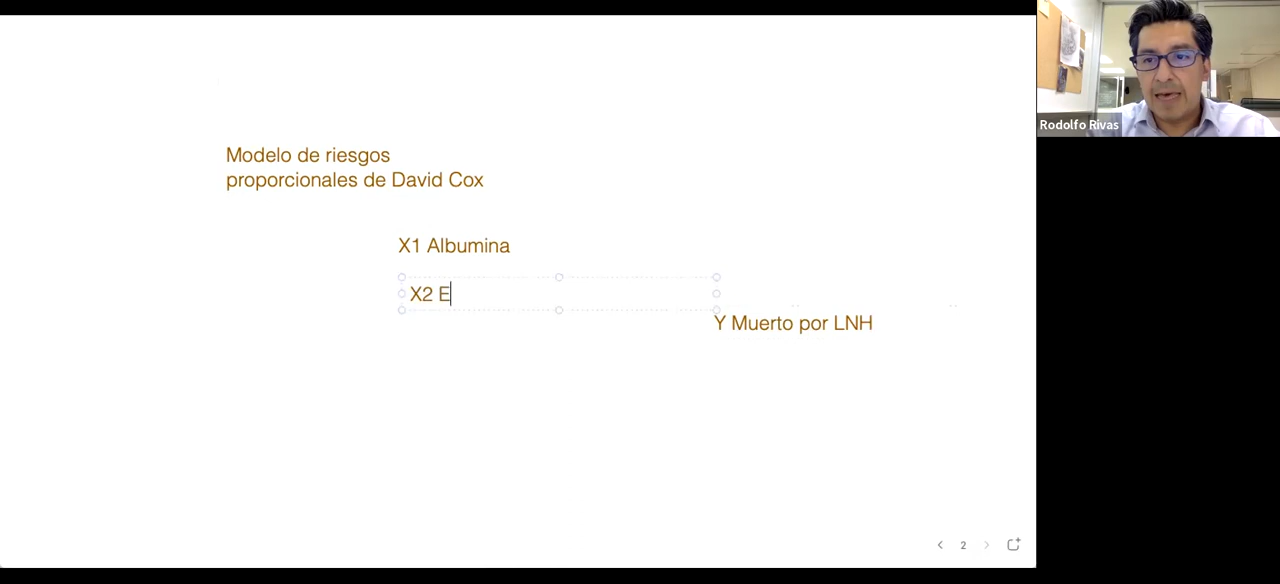 Rodolfo Rivas
Modelo de riesgos
proporcionales de David Cox
X1 Albumina
X2 E
Y Muerto por LNH
2